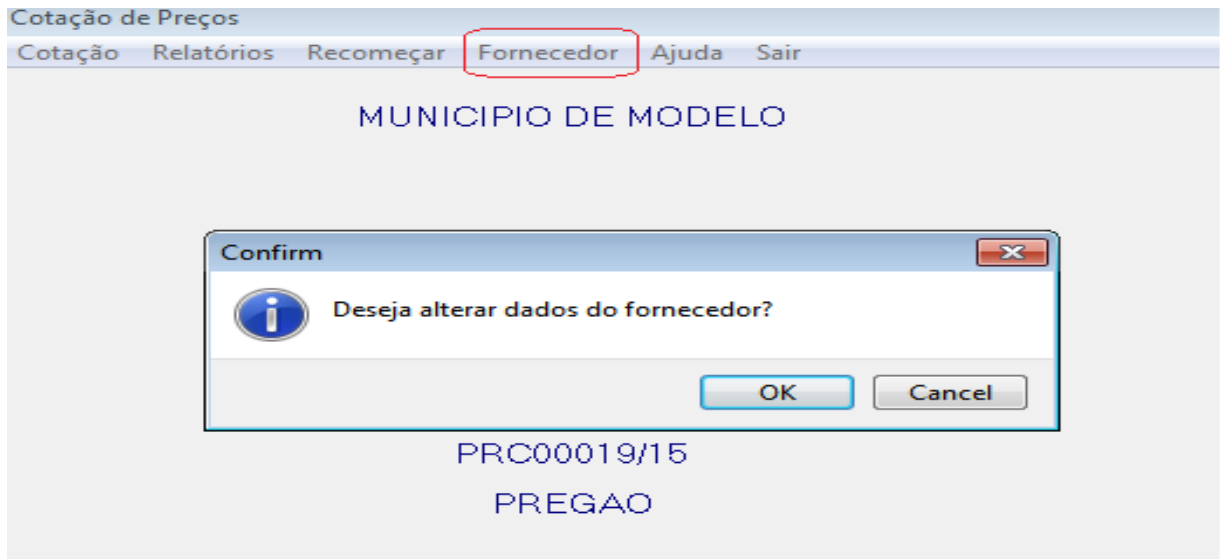 Cotação de Preços
Cotação Relatórios Recomeçar Fornecedor Ajuda Sair
MUNICIPIO DE MODELO
Confirm
Deseja alterar dados do fornecedor?
OK Cancel
PRC00019/15
PREGAO